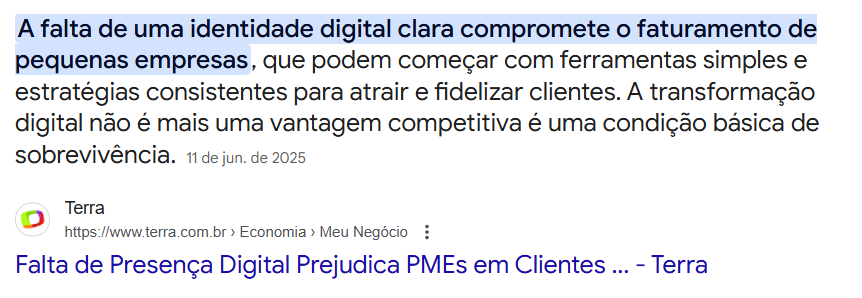 A falta de uma identidade digital clara compromete o faturamento de
pequenas empresas, que podem começar com ferramentas simples e
estratégias consistentes para atrair e fidelizar clientes. A transformação
digital não é mais uma vantagem competitiva é uma condição básica de
sobrevivência. 11 de jun. de 2025
Terra
https://www.terra.com.br › Economia › Meu Negócio
Falta de Presença Digital Prejudica PMEs em Clientes ... - Terra